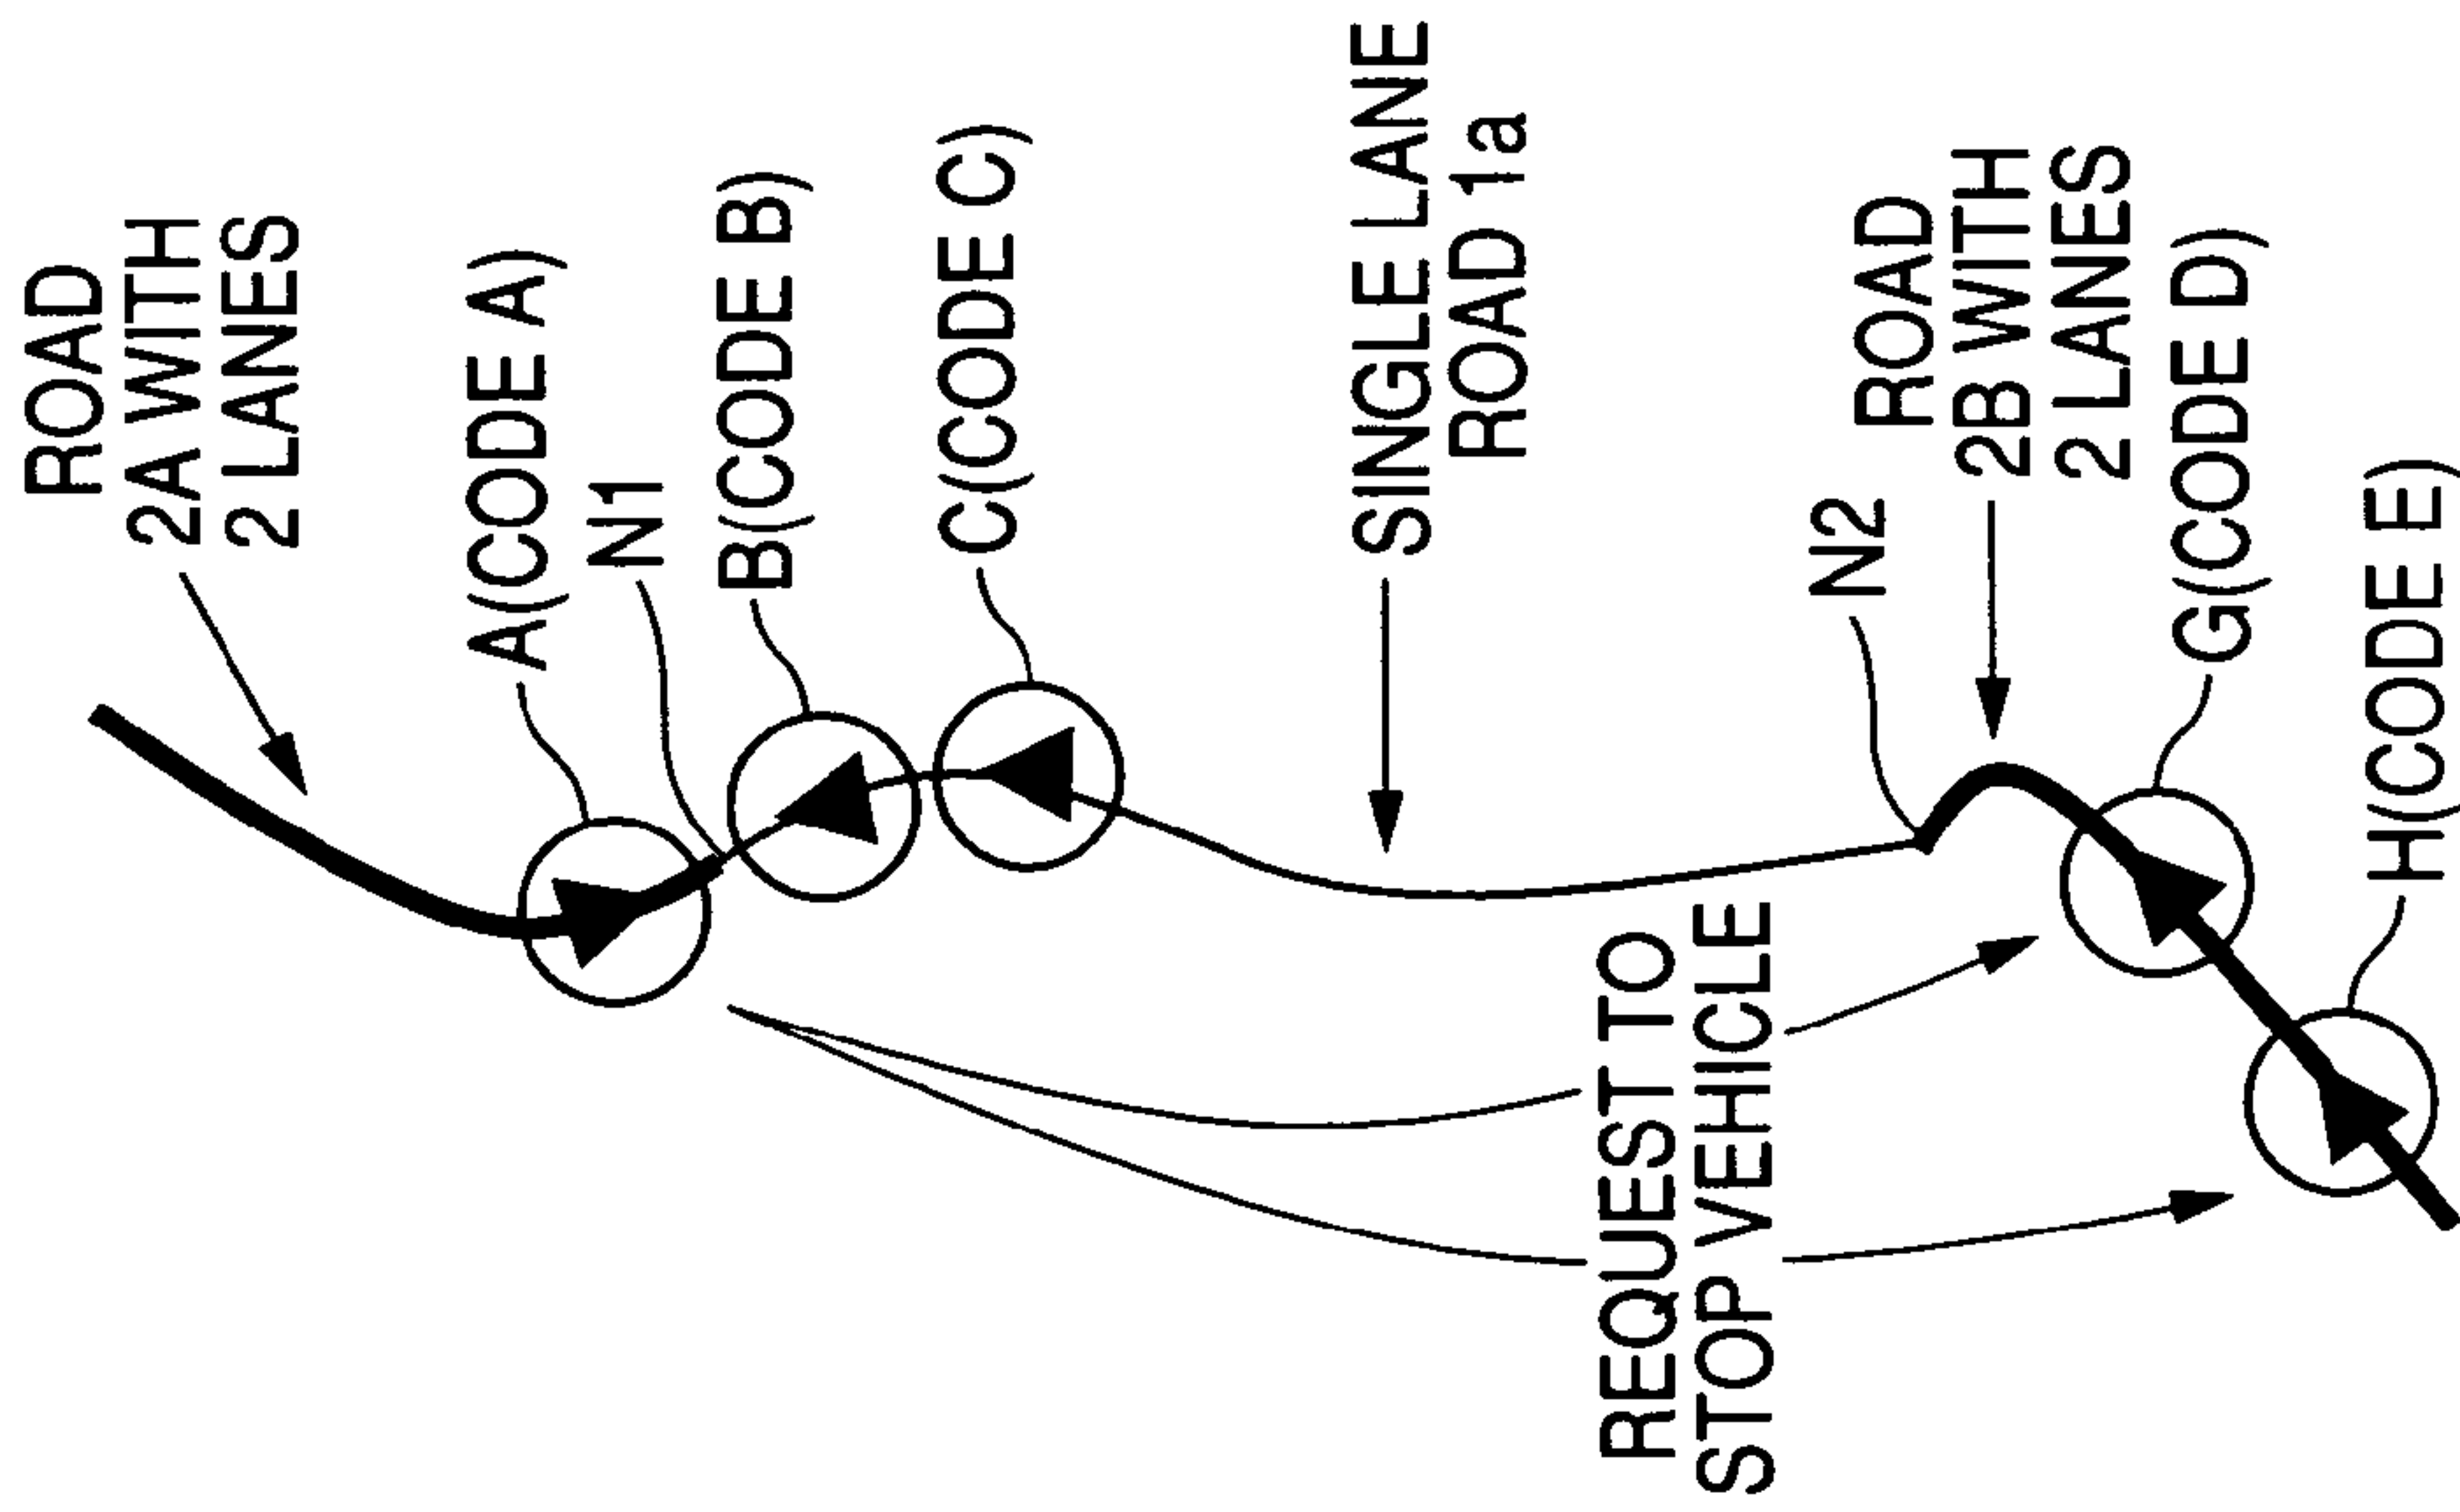 ROAD
2A WITH
2 LANES
A(CODE A)
N1
B(CODE B)
C(CODE C)
SINGLE LANE
ROAD 1a
N2
ROAD
2B WITH
2 LANES
G(CODE D)
H(CODE E)
REQUEST TO
STOP VEHICLE